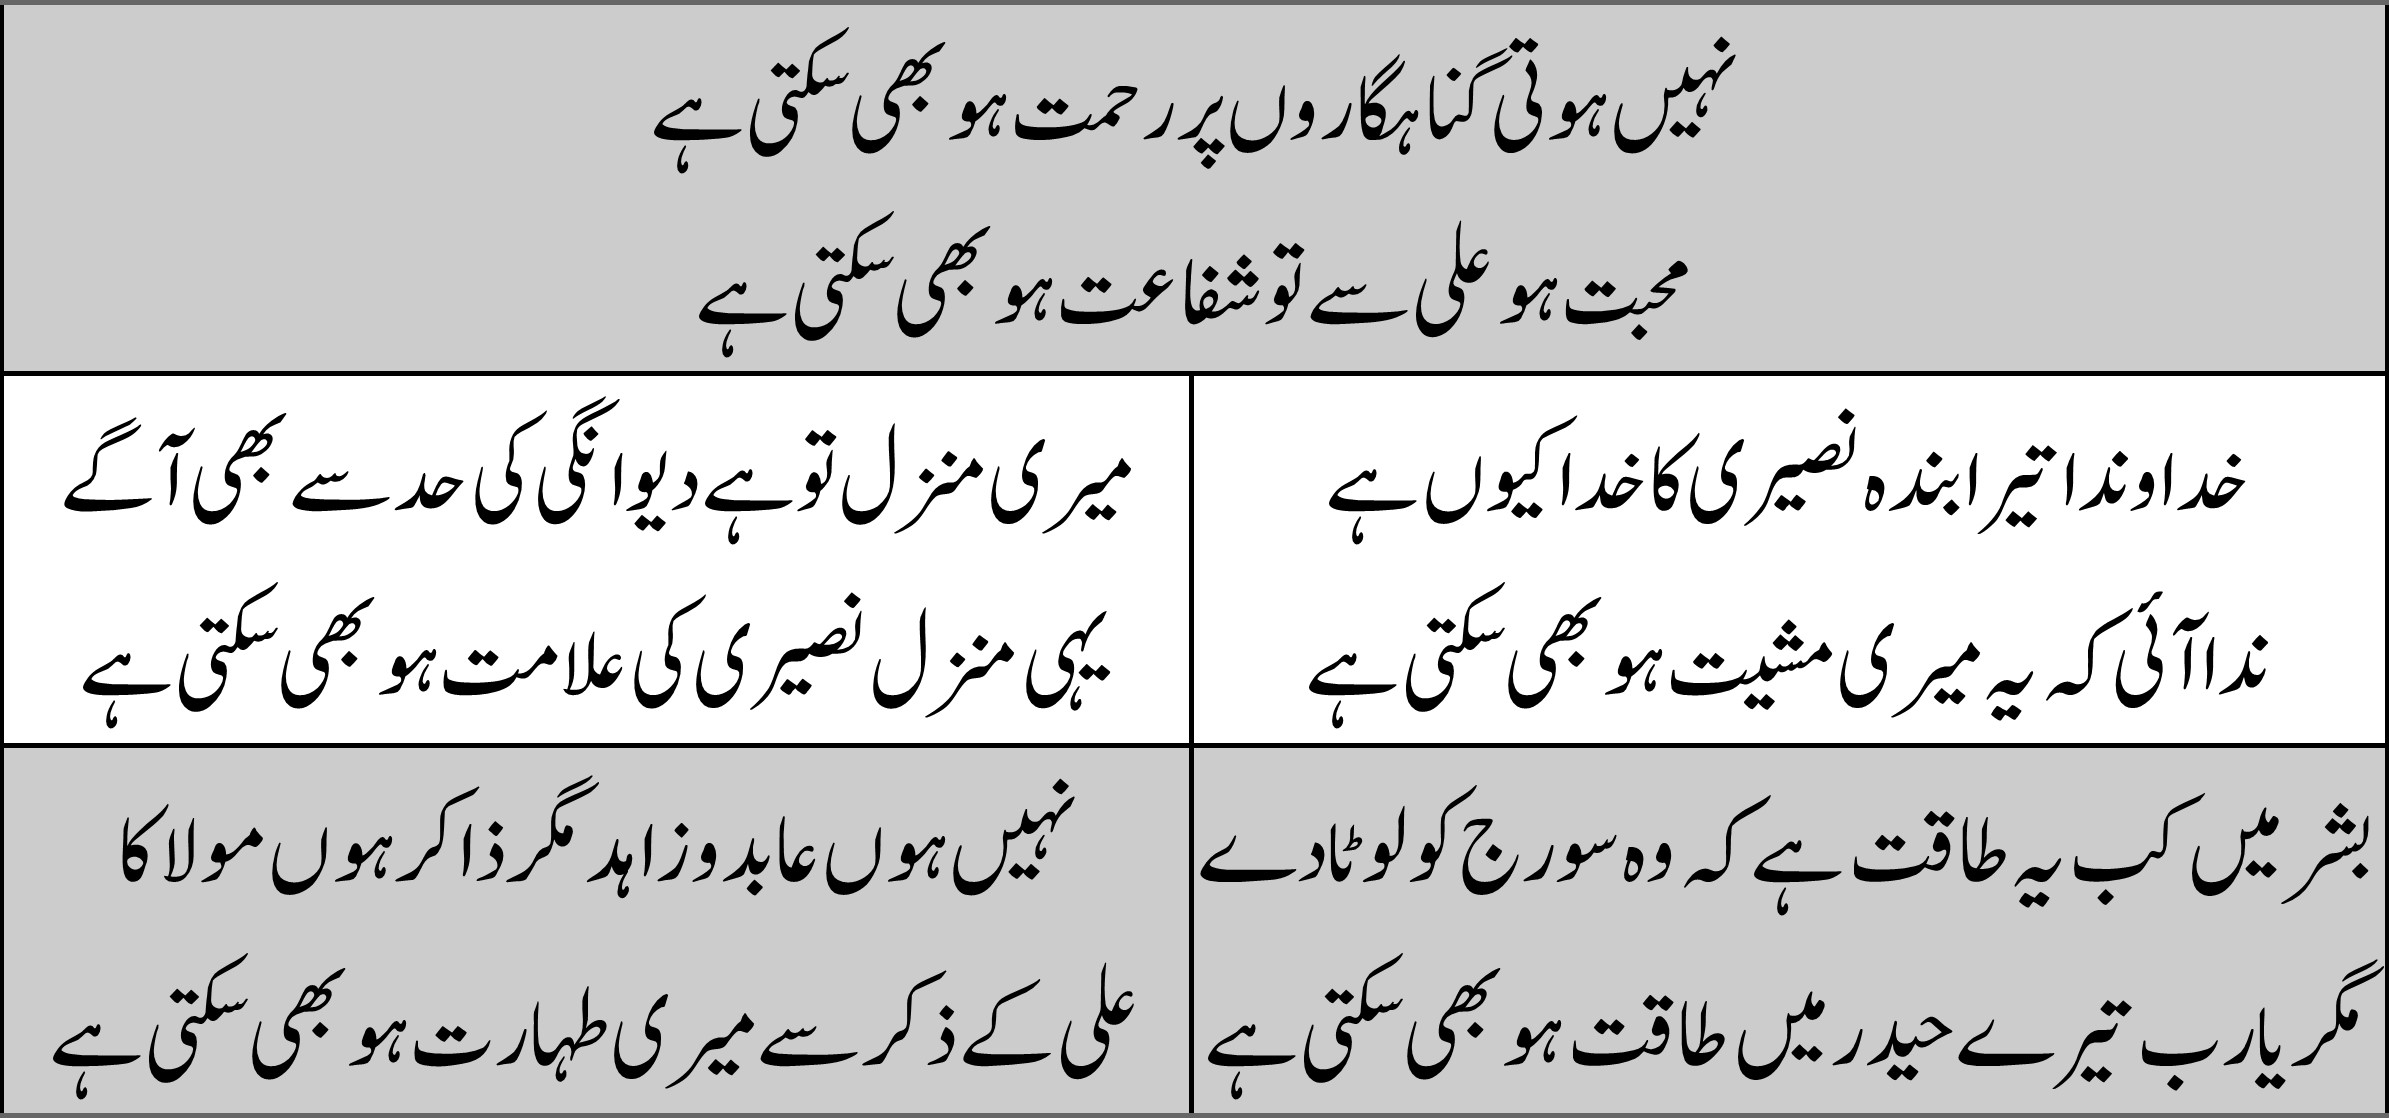 نہیں ہوتی گناہگاروں پر رحمت ہو بھی سکتی ہے
محبت ہو علی سے تو شفاعت ہو بھی سکتی ہے
خداوندا تیرا بندہ نصیری کا خدا کیوں ہے
ندا آئی کہ یہ میری مشیت ہو بھی سکتی ہے
میری منزل تو ہے دیوانگی کی حد سے بھی آگے
یہی منزل نصیری کی علامت ہو بھی سکتی ہے
بشر میں کب یہ طاقت ہے کہ وہ سورج کو لوٹادے
مگر یارب تیرے حیدر میں طاقت ہو بھی سکتی ہے
نہیں ہوں عابد و زاہد مگر ذاکر ہوں مولا کا
علی کے ذکر سے میری طہارت ہو بھی سکتی ہے